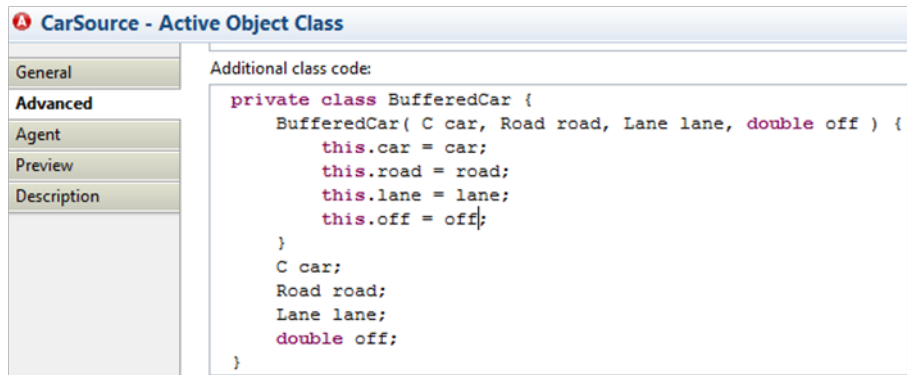 CarSource - Active Object Class
General
Advanced
Agent
Preview
Description
Additional class code:
private class BufferedCar {
    BufferedCar( C car, Road road, Lane lane, double off ) {
        this.car = car;
        this.road = road;
        this.lane = lane;
        this.off = off;
    }
    C car;
    Road road;
    Lane lane;
    double off;
}